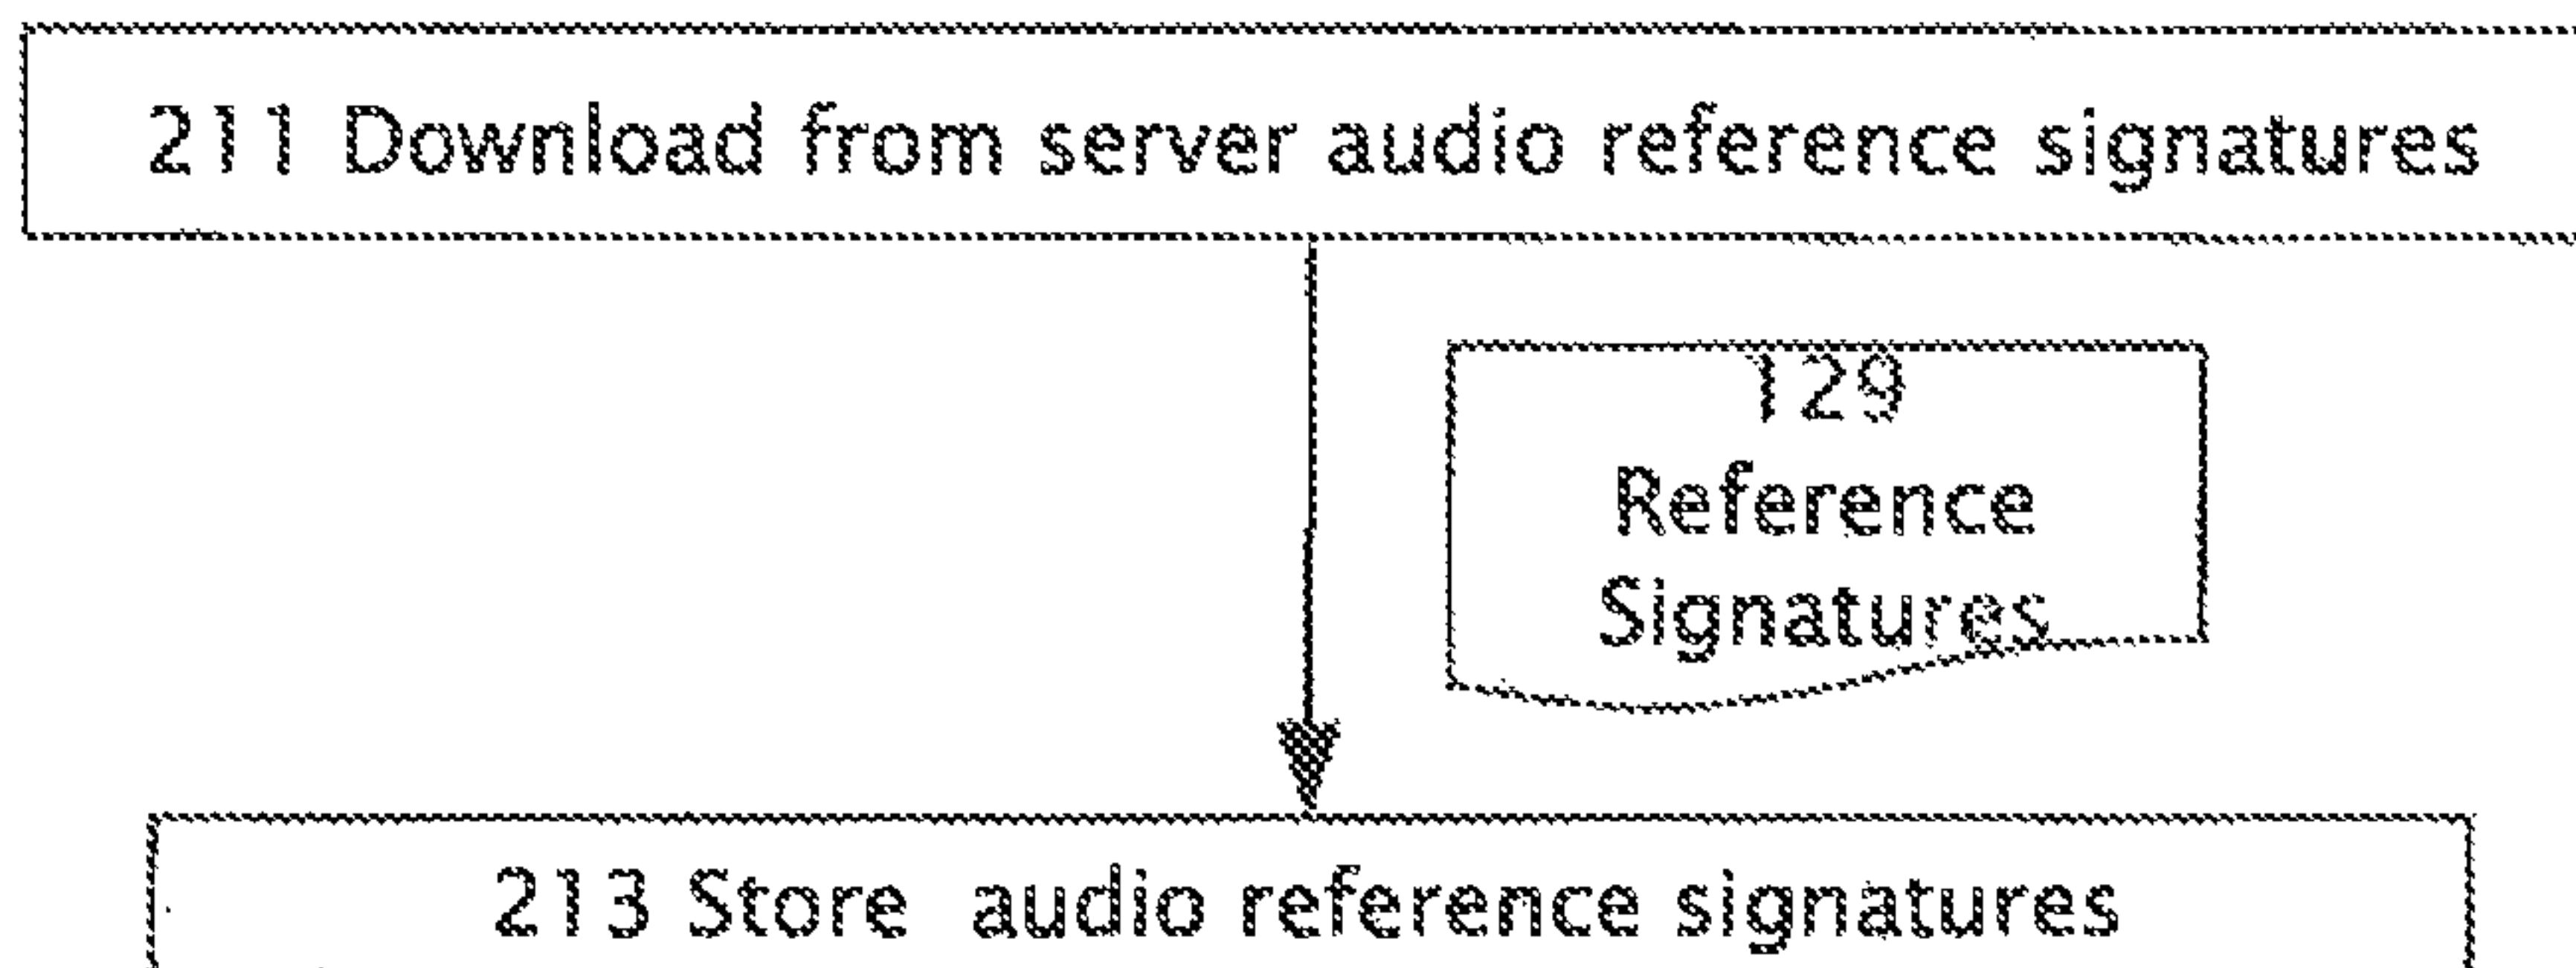 211 Download from server audio reference signatures
129
Reference
Signatures
213 Store audio reference signatures